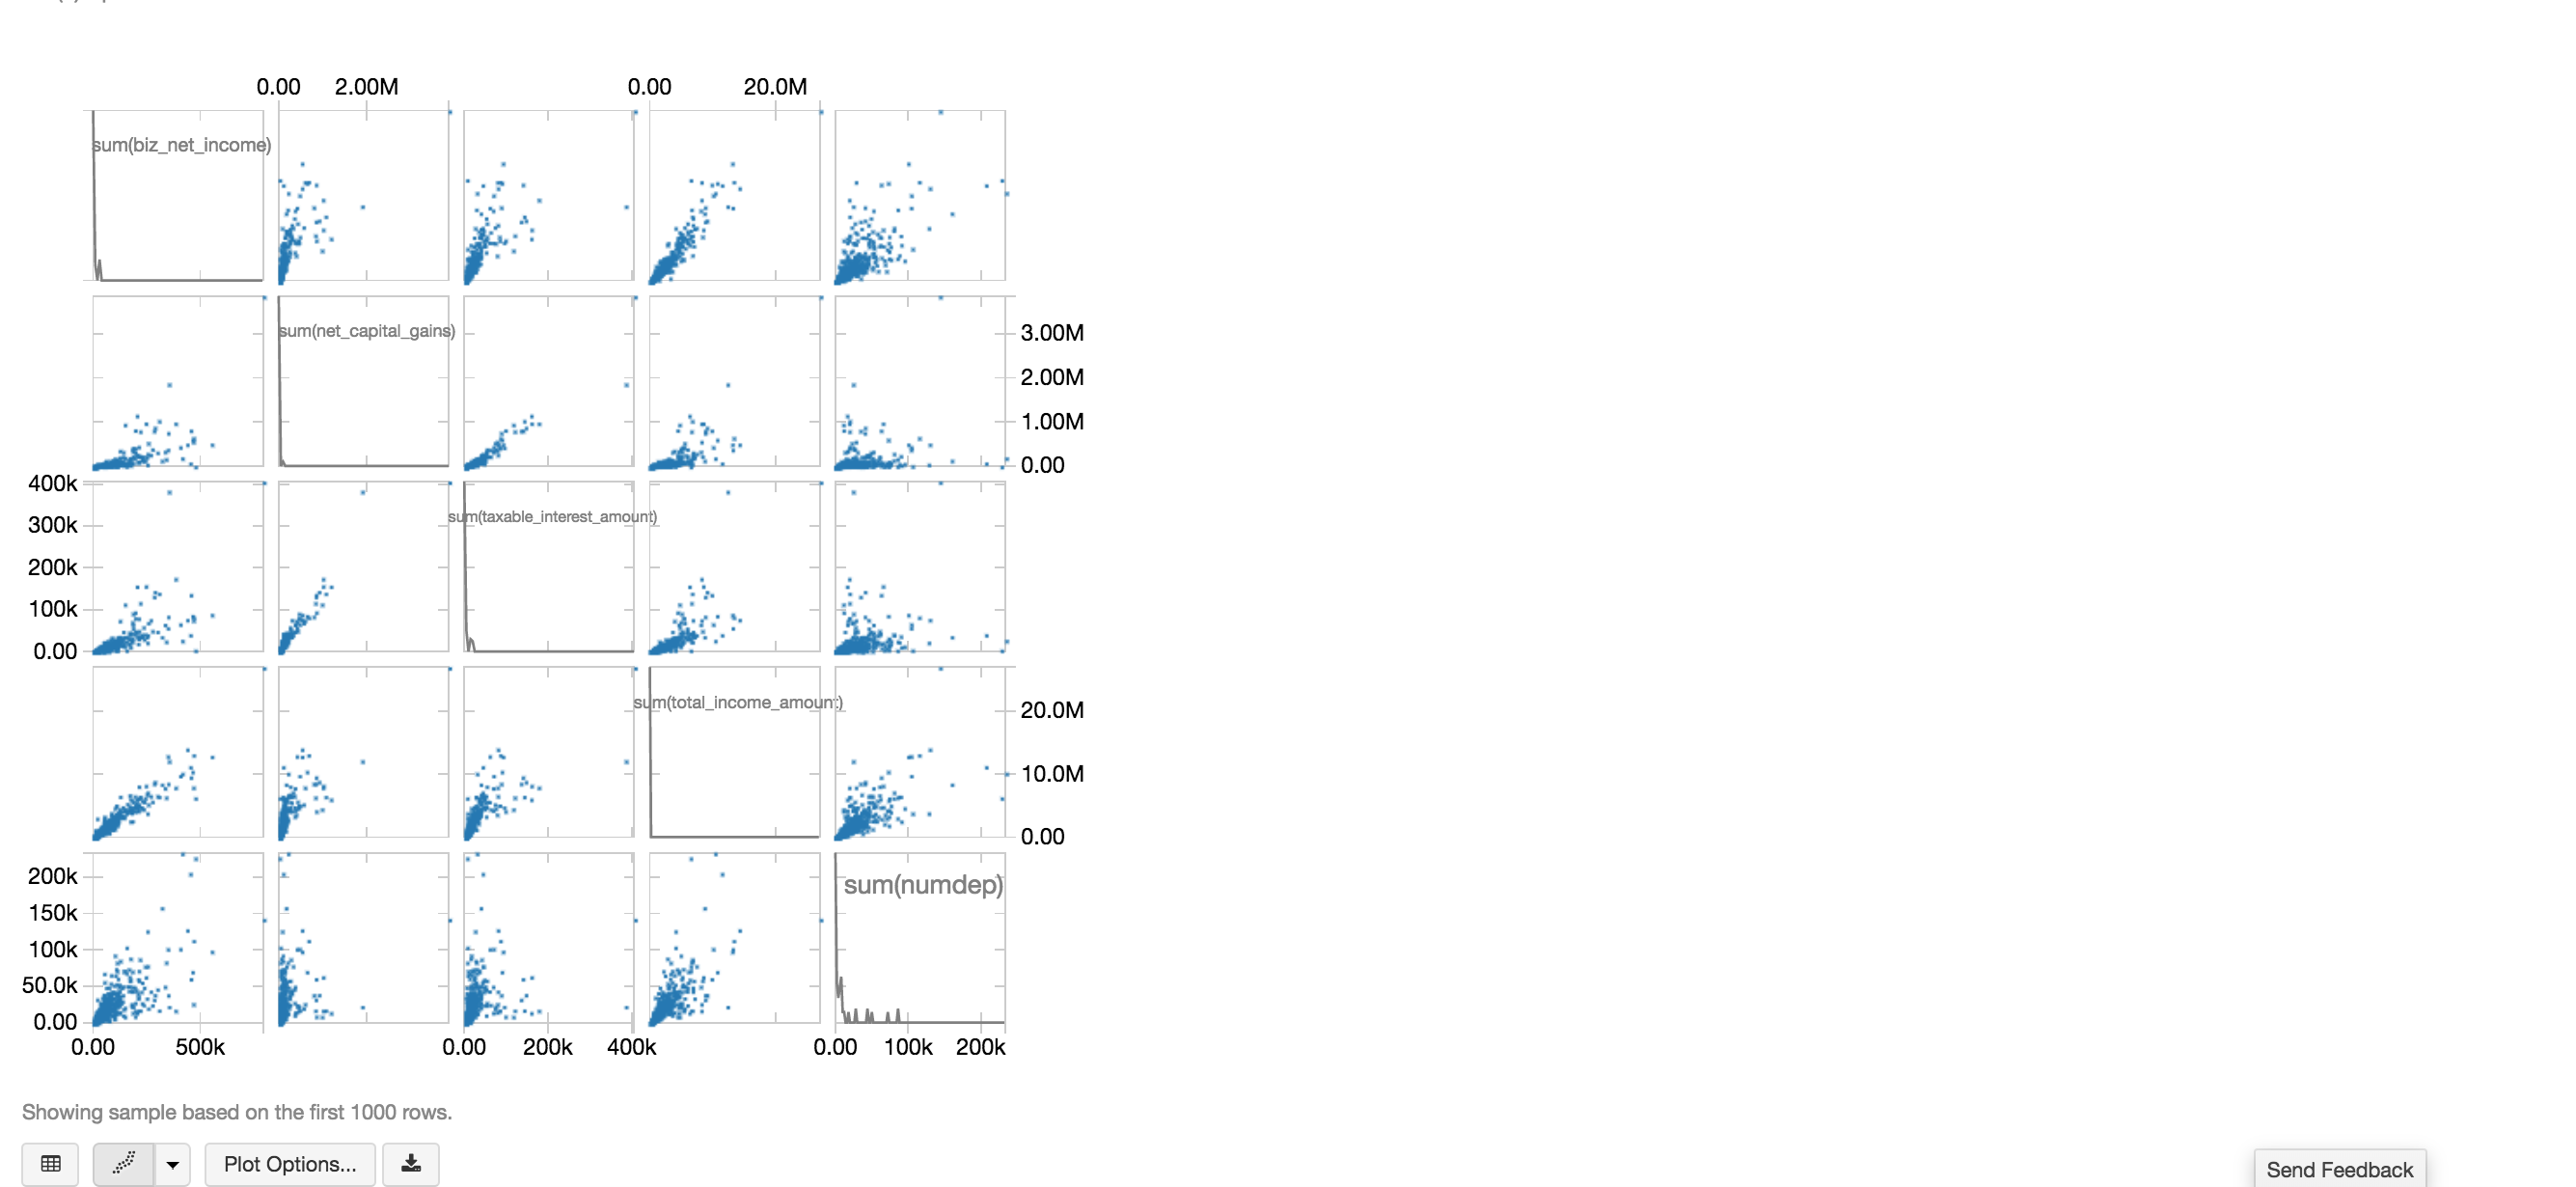 0.00 2.00M 0.00 20.0M
sum(biz_net_income)
sum(net_capital_gains)
3.00M
2.00M
1.00M
0.00
400k
300k
200k
100k
0.00
sum(taxable_interest_amount)
sum(total_income_amount)
20.0M
10.0M
0.00
200k
150k
100k
50.0k
0.00
sum(numdep)
0.00 500k 0.00 200k 400k 0.00 100k 200k
Showing sample based on the first 1000 rows.
Plot Options...
Send Feedback